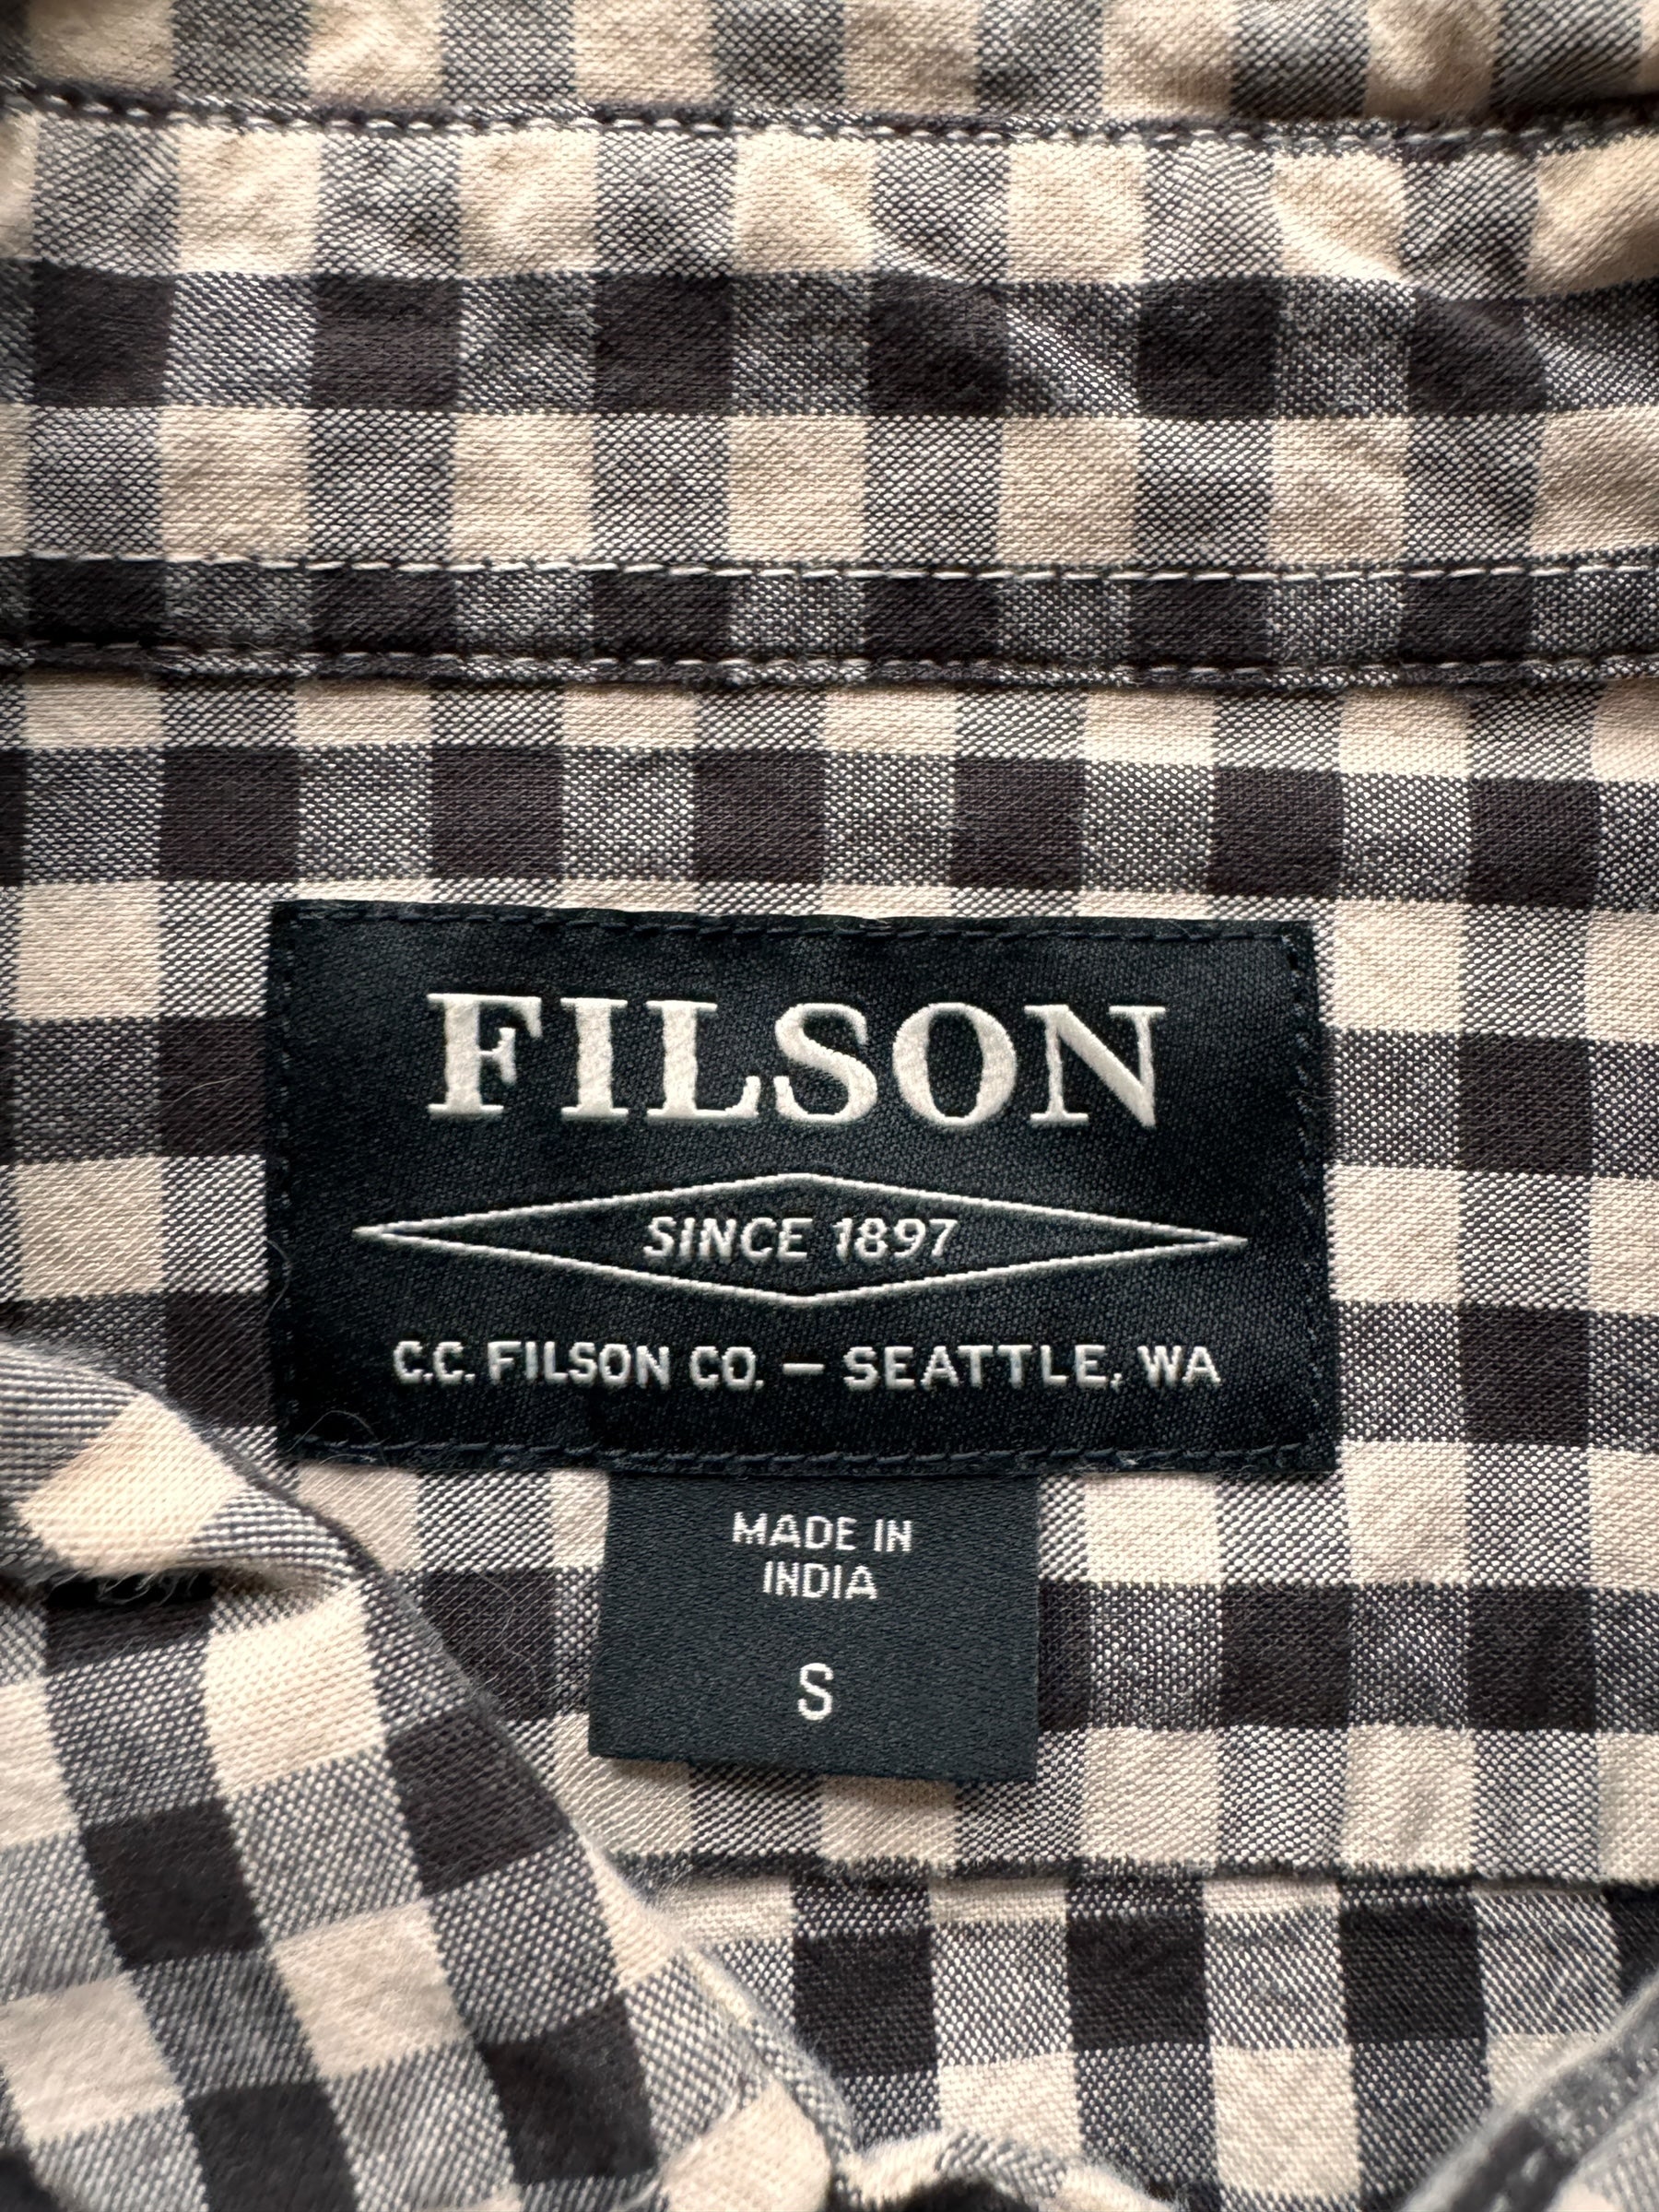 FILSON
SINCE 1897
C.C. FILSON CO. – SEATTLE, WA
MADE IN
INDIA
S